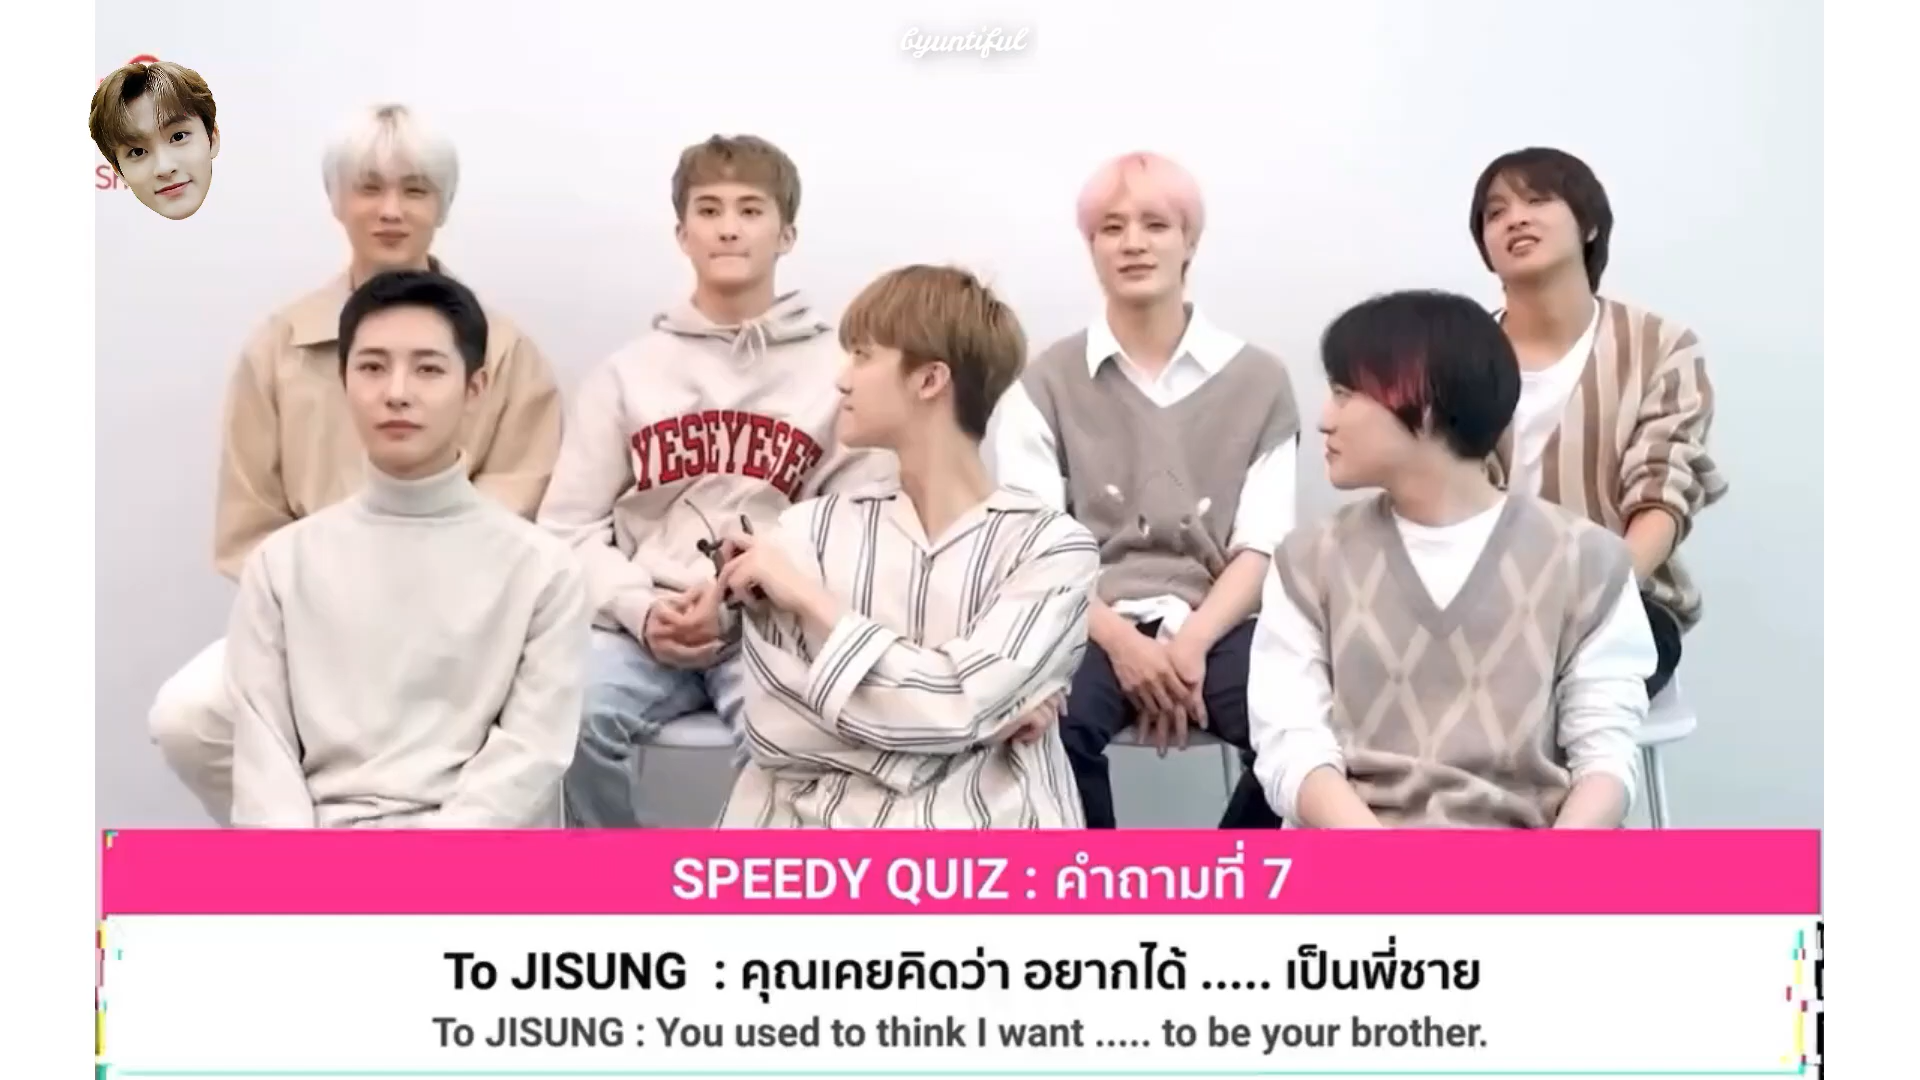 byuntiful
Sh
YESEYESEE
SPEEDY QUIZ : คำถามที่ 7
To JISUNG : คุณเคยคิดว่า อยากได้ ..... เป็นพี่ชาย
To JISUNG : You used to think I want ..... to be your brother.